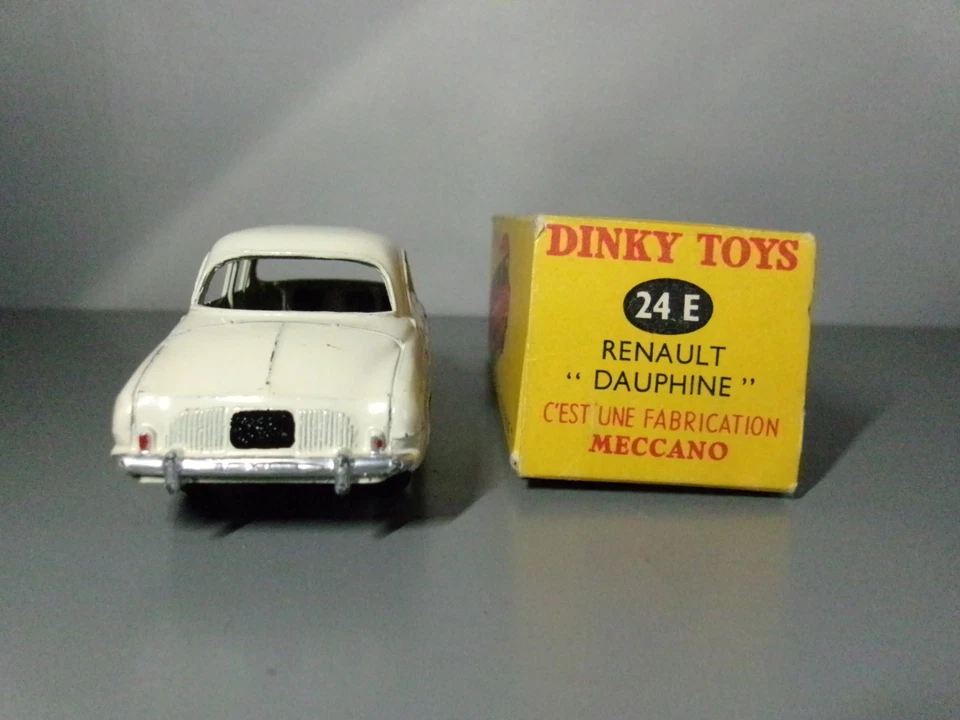 DINKY TOYS
24 E
RENAULT
“ DAUPHINE ”
C'EST UNE FABRICATION
MECCANO